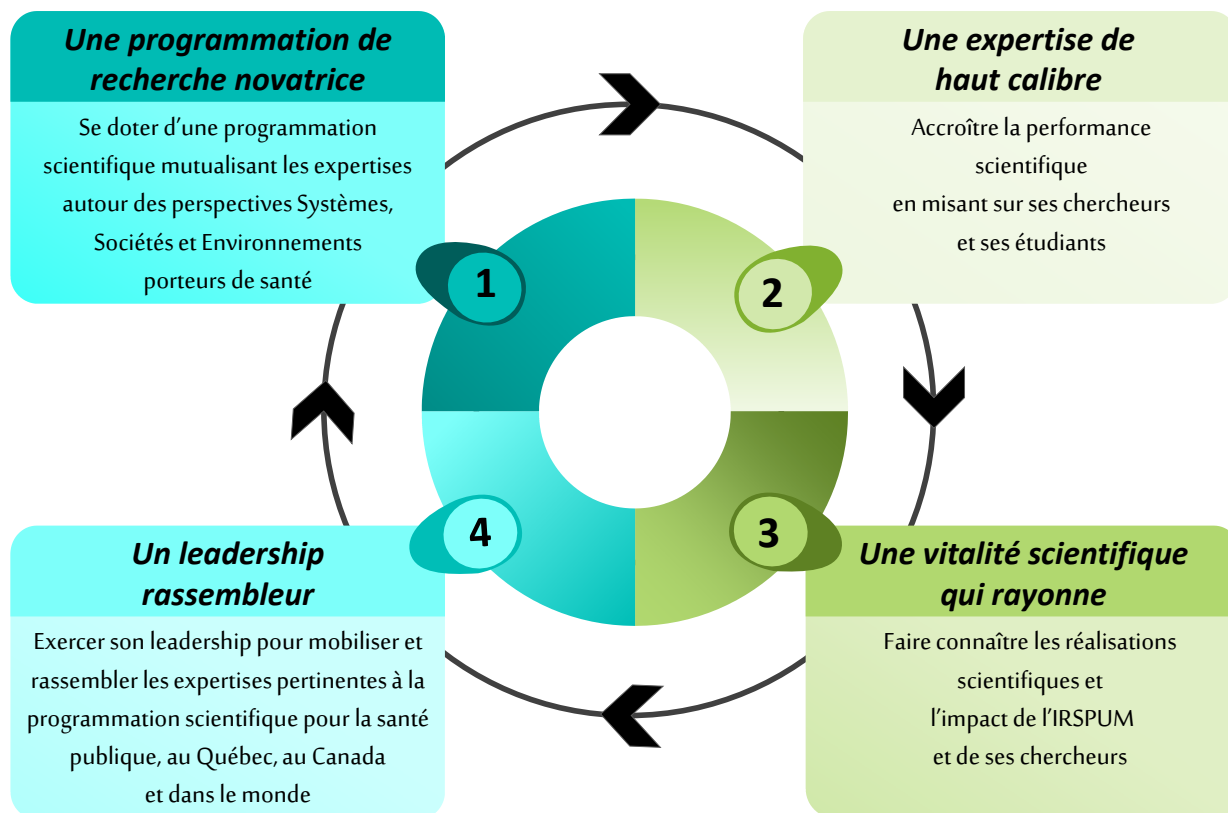 Une programmation de
recherche novatrice
Se doter d’une programmation
scientifique mutualisant les expertises
autour des perspectives Systèmes,
Sociétés et Environnements
porteurs de santé
1
Une expertise de
haut calibre
Accroître la performance
scientifique
en misant sur ses chercheurs
et ses étudiants
2
3
Une vitalité scientifique
qui rayonne
Faire connaître les réalisations
scientifiques et
l’impact de l’IRSPUM
et de ses chercheurs
4
Un leadership
rassembleur
Exercer son leadership pour mobiliser et
rassembler les expertises pertinentes à la
programmation scientifique pour la santé
publique, au Québec, au Canada
et dans le monde